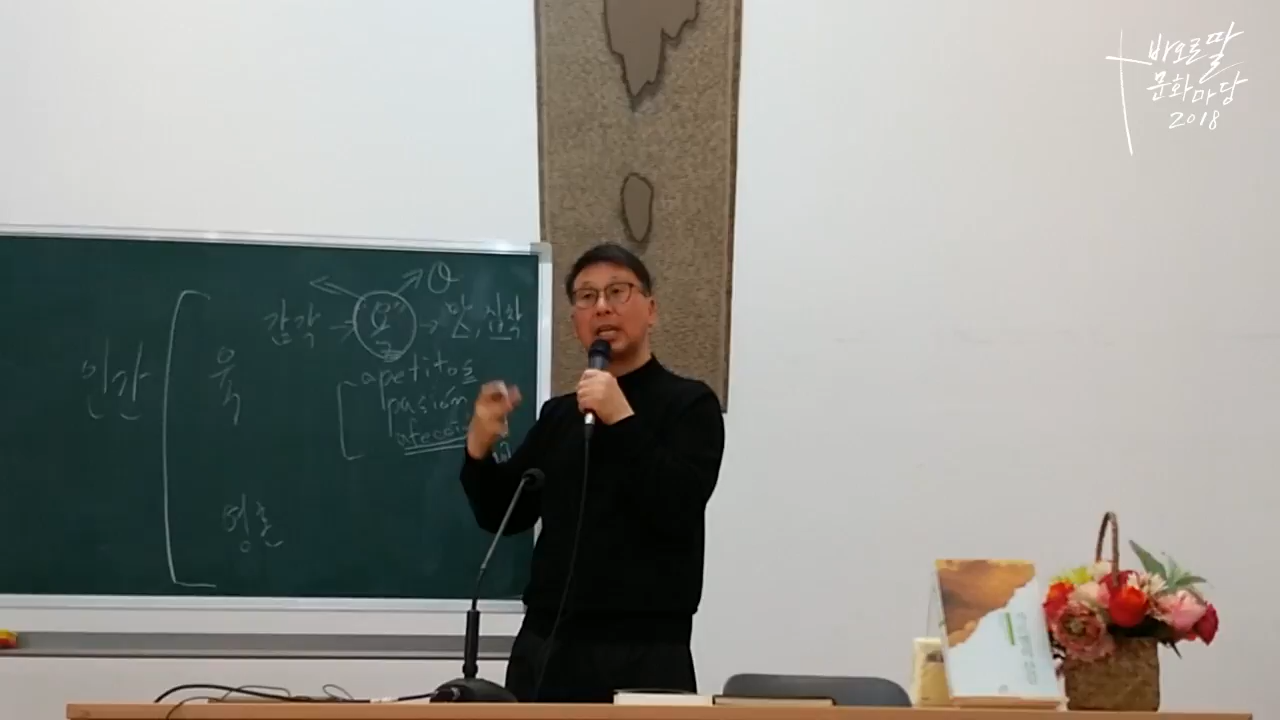 바오로딸
문화마당
2018
인간
육
영혼
감각
욕
맛, 집착
apetitos
pasión